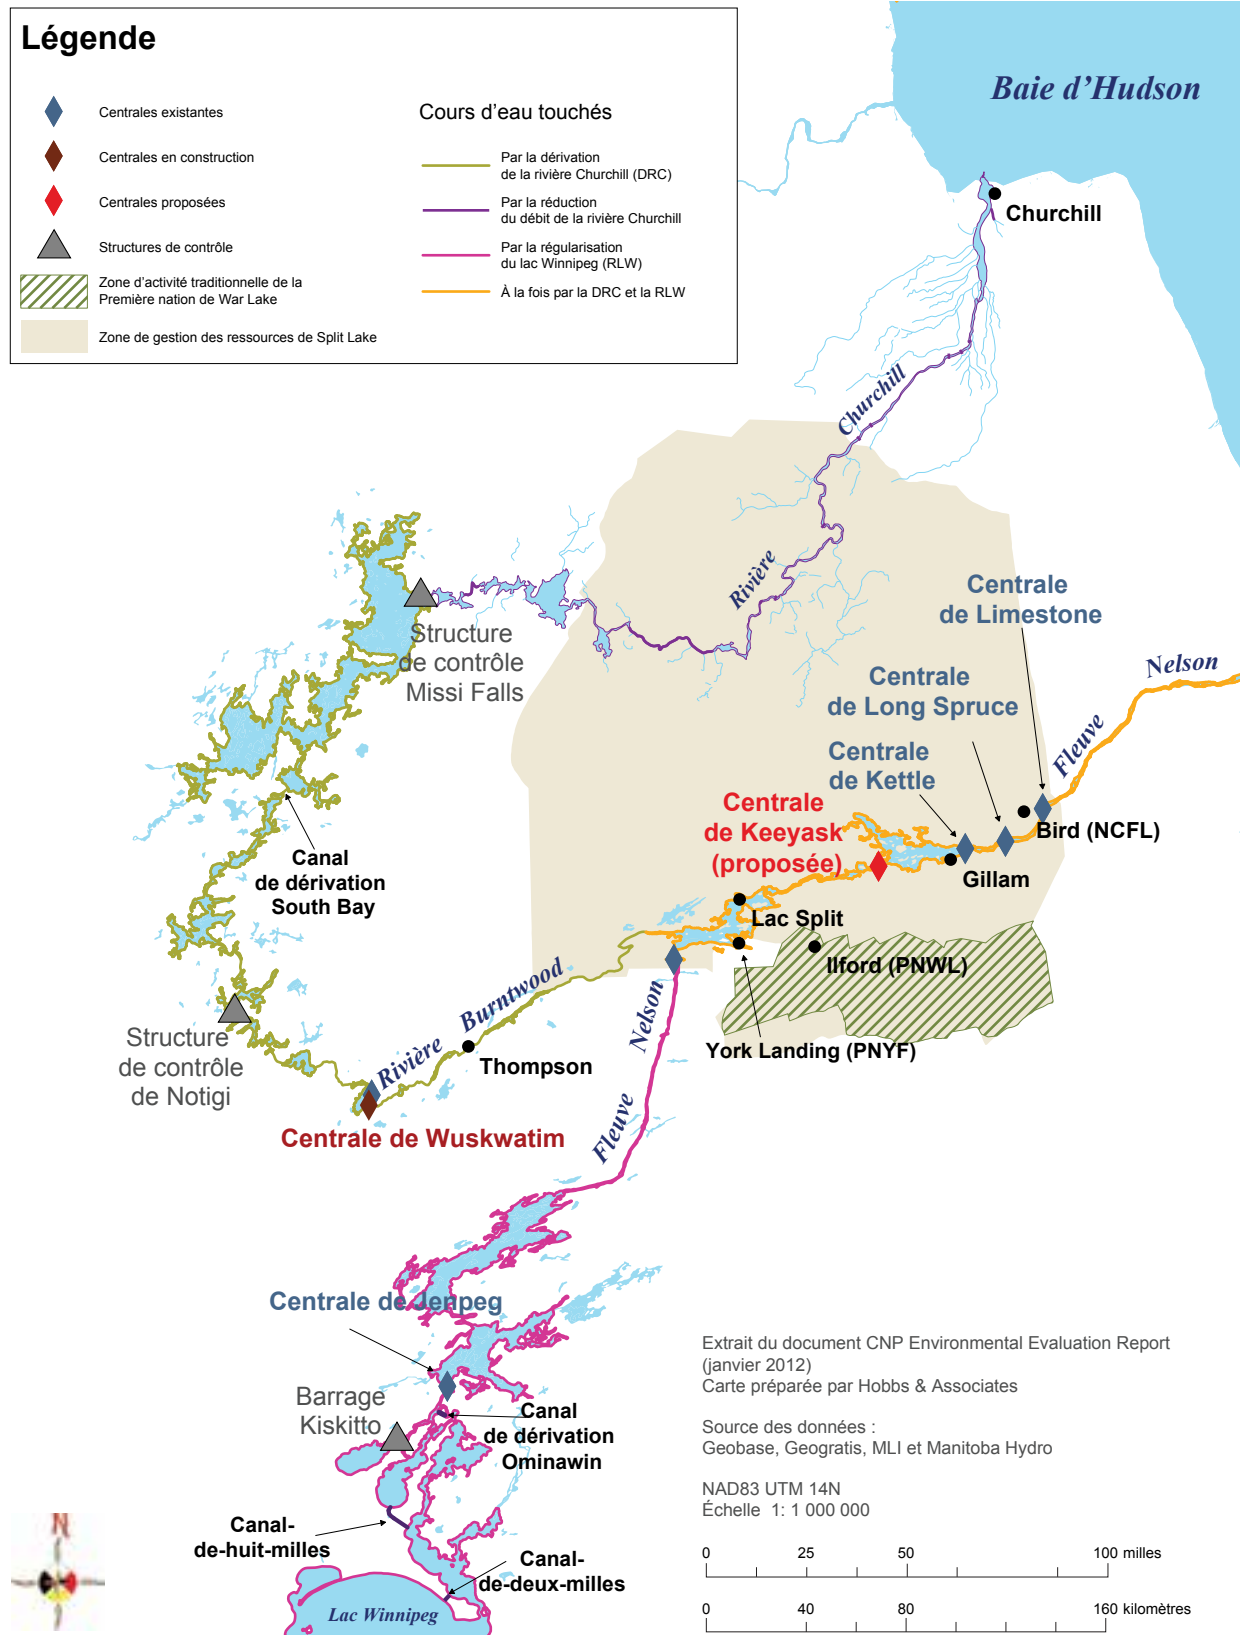 Légende
Centrales existantes
Centrales en construction
Centrales proposées
Structures de contrôle
Zone d'activité traditionnelle de la
Première nation de War Lake
Zone de gestion des ressources de Split Lake
Cours d'eau touchés
Par la dérivation
de la rivière Churchill (DRC)
Par la réduction
du débit de la rivière Churchill
Par la régularisation
du lac Winnipeg (RLW)
À la fois par la DRC et la RLW
Baie d'Hudson
Churchill
Churchill
Rivière
Structure
de contrôle
Missi Falls
Centrale
de Limestone
Nelson
Fleuve
Centrale
de Long Spruce
Centrale
de Kettle
Centrale
de Keeyask
(proposée)
Bird (NCFL)
Gillam
Canal
de dérivation
South Bay
Lac Split
Ilford (PNWL)
York Landing (PNYF)
Structure
de contrôle
de Notigi
Rivière
Burntwood
Thompson
Nelson
Fleuve
Centrale de Wuskwatim
Centrale de Jenpeg
Barrage
Kiskitto
Canal
de dérivation
Ominawin
Canal-
de-huit-milles
Canal-
de-deux-milles
Lac Winnipeg
N
Extrait du document CNP Environmental Evaluation Report
(janvier 2012)
Carte préparée par Hobbs & Associates
Source des données :
Geobase, Geogratis, MLI et Manitoba Hydro
NAD83 UTM 14N
Échelle 1: 1 000 000
0 25 50 100 milles
0 40 80 160 kilomètres